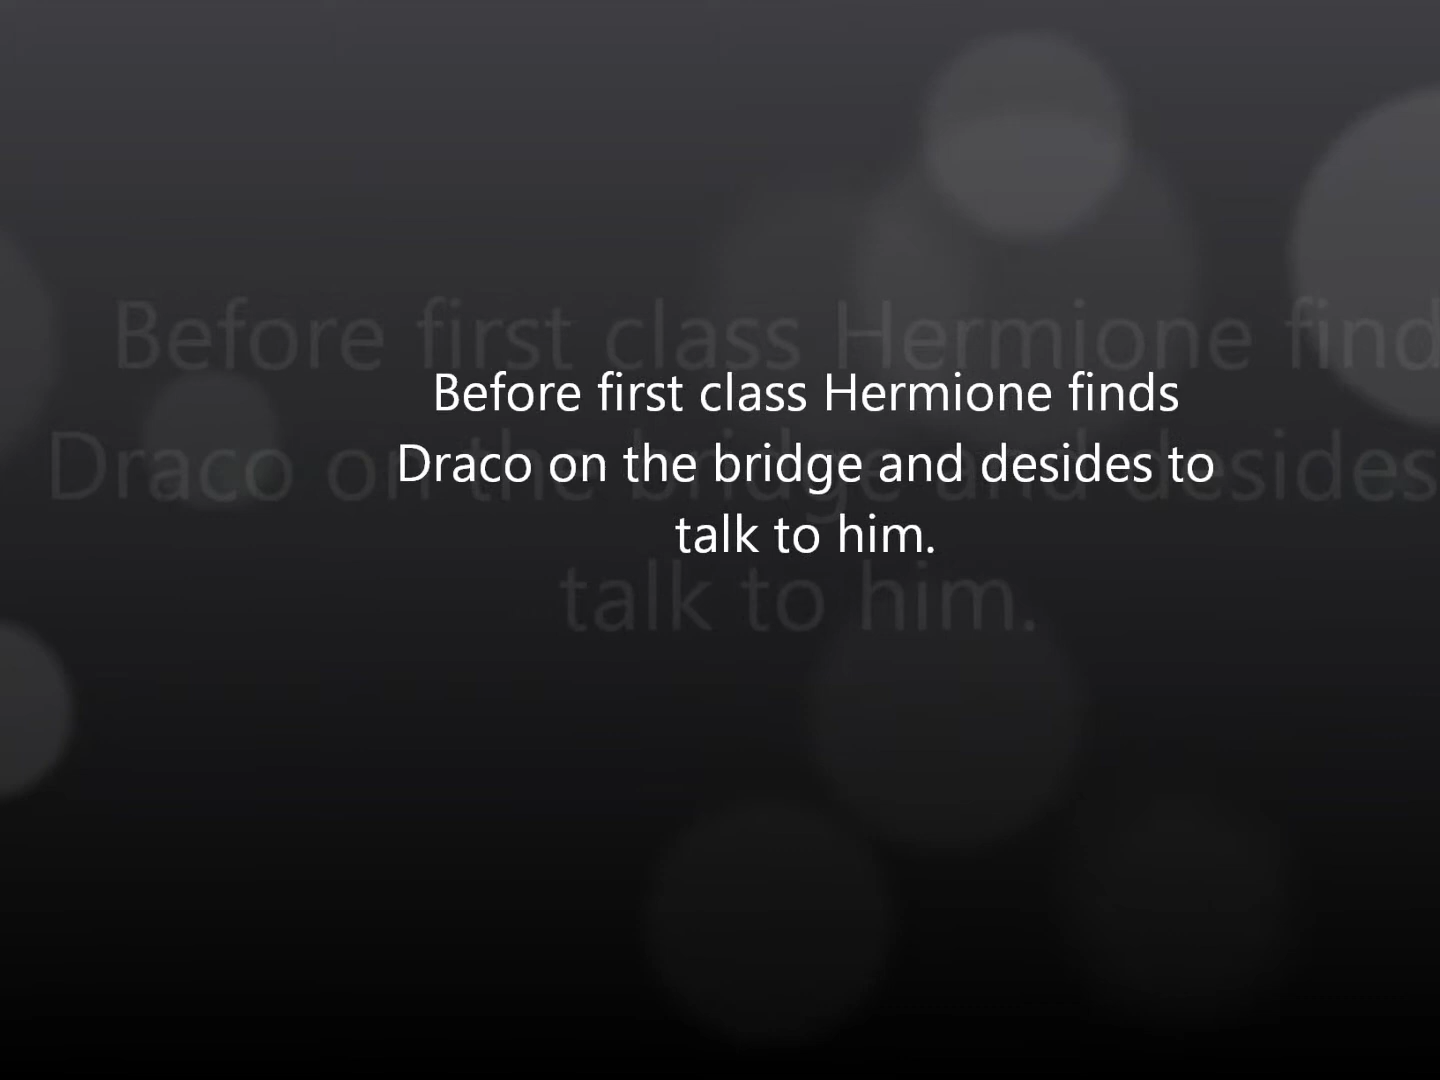 Before first class Hermione finds
Draco on the bridge and desides to
talk to him.